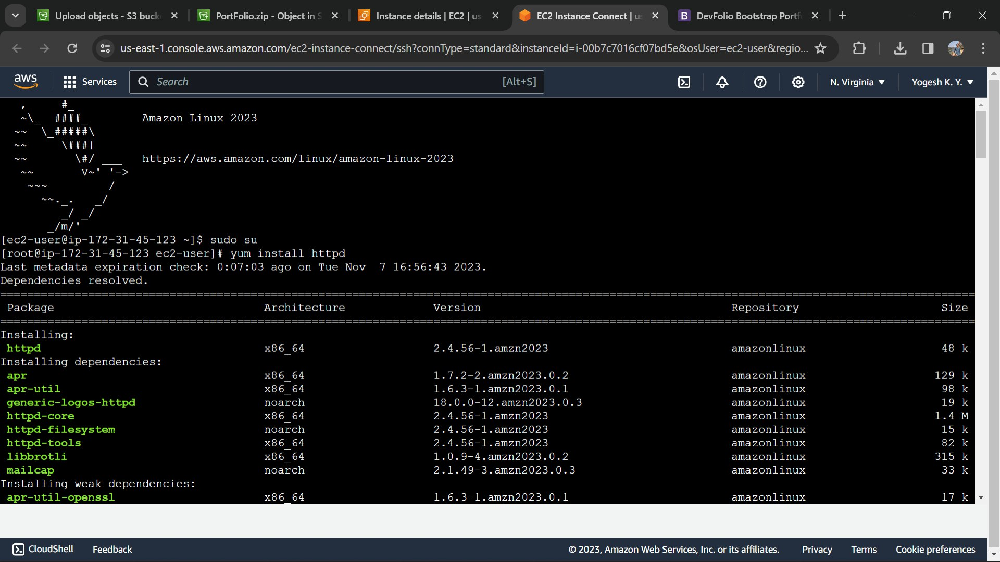 Upload objects - S3 buck
PortFolio.zip - Object in S
Instance details | EC2 | us
EC2 Instance Connect | u
DevFolio Bootstrap Portf
us-east-1.console.aws.amazon.com/ec2-instance-connect/ssh?connType=standard&instanceId=i-00b7c7016cf07bd5e&osUser=ec2-user&regio...
aws
Services
Search
[Alt+S]
N. Virginia
Yogesh K. Y.
   ,     #_
   ~\_  ####_        Amazon Linux 2023
  ~~  \_#####\
  ~~     \###|
  ~~       \#/ ___   https://aws.amazon.com/linux/amazon-linux-2023
   ~~       V~' '->
    ~~~         /
      ~~._.   _/
         _/ _/
       _/m/'
[ec2-user@ip-172-31-45-123 ~]$ sudo su
[root@ip-172-31-45-123 ec2-user]# yum install httpd
Last metadata expiration check: 0:07:03 ago on Tue Nov  7 16:56:43 2023.
Dependencies resolved.
Package Architecture Version Repository Size
Installing:
httpd x86_64 2.4.56-1.amzn2023 amazonlinux 48 k
Installing dependencies:
apr x86_64 1.7.2-2.amzn2023.0.2 amazonlinux 129 k
apr-util x86_64 1.6.3-1.amzn2023.0.1 amazonlinux 98 k
generic-logos-httpd noarch 18.0.0-12.amzn2023.0.3 amazonlinux 19 k
httpd-core x86_64 2.4.56-1.amzn2023 amazonlinux 1.4 M
httpd-filesystem noarch 2.4.56-1.amzn2023 amazonlinux 15 k
httpd-tools x86_64 2.4.56-1.amzn2023 amazonlinux 82 k
libbrotli x86_64 1.0.9-4.amzn2023.0.2 amazonlinux 315 k
mailcap noarch 2.1.49-3.amzn2023.0.3 amazonlinux 33 k
Installing weak dependencies:
apr-util-openssl x86_64 1.6.3-1.amzn2023.0.1 amazonlinux 17 k
CloudShell
Feedback
© 2023, Amazon Web Services, Inc. or its affiliates.
Privacy
Terms
Cookie preferences